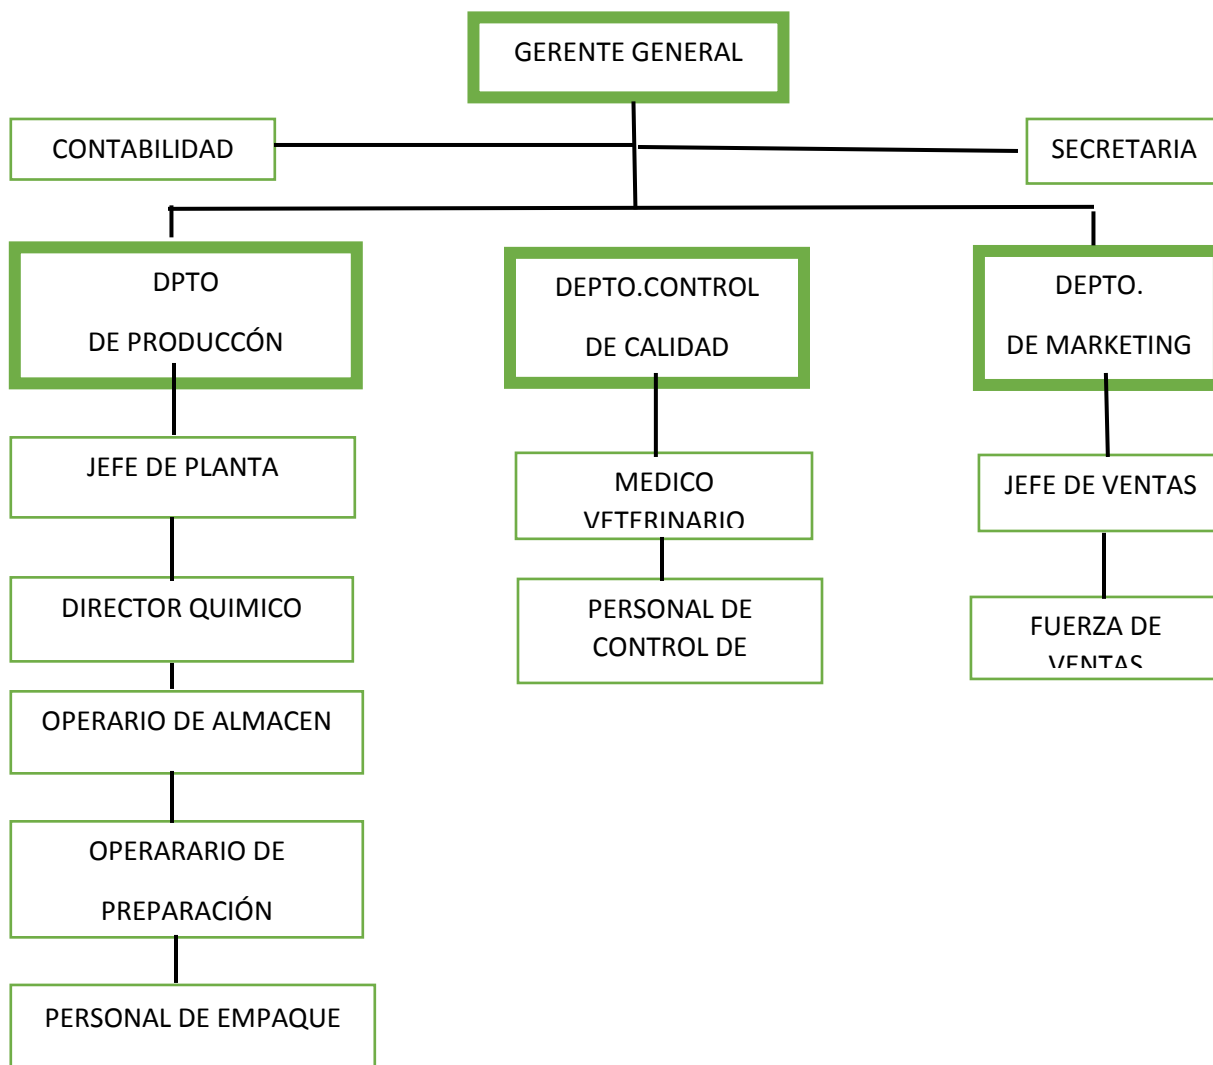 GERENTE GENERAL
CONTABILIDAD
SECRETARIA
DPTO
DE PRODUCCÓN
DEPTO.CONTROL
DE CALIDAD
DEPTO.
DE MARKETING
JEFE DE PLANTA
MEDICO
VETERINARIO
JEFE DE VENTAS
DIRECTOR QUIMICO
PERSONAL DE
CONTROL DE
FUERZA DE
VENTAS
OPERARIO DE ALMACEN
OPERARARIO DE
PREPARACIÓN
PERSONAL DE EMPAQUE